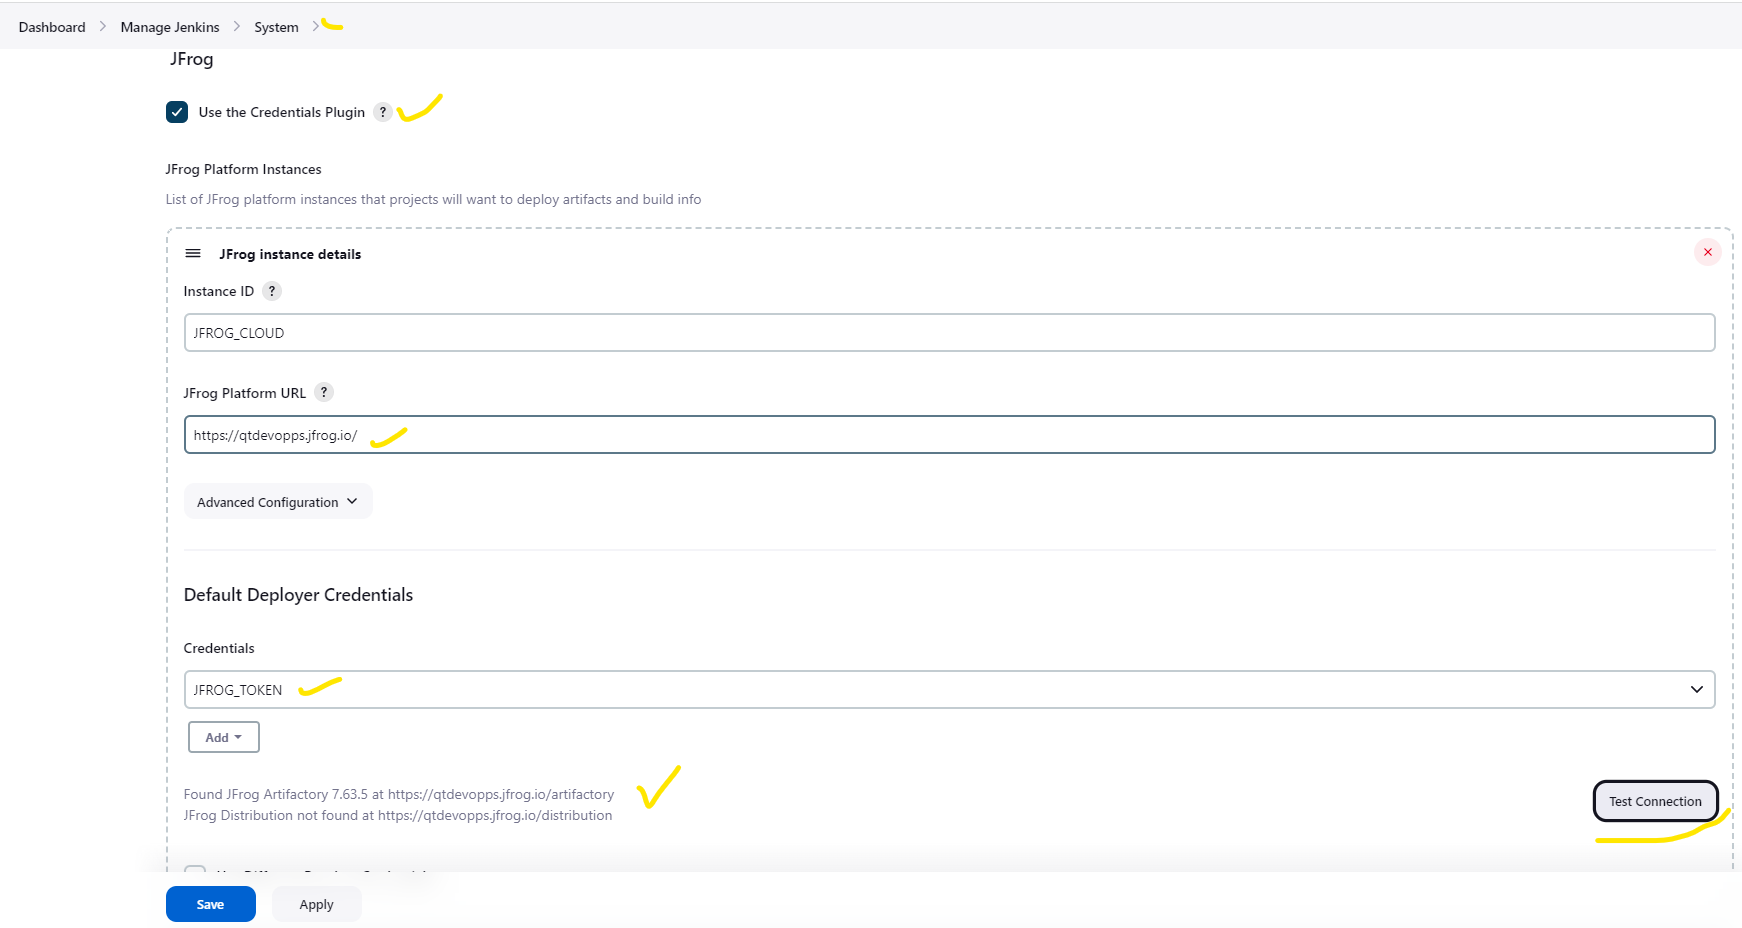 Dashboard > Manage Jenkins > System >
JFrog
Use the Credentials Plugin ?
JFrog Platform Instances
List of JFrog platform instances that projects will want to deploy artifacts and build info
JFrog instance details
Instance ID ?
JFROG_CLOUD
JFrog Platform URL ?
https://qtdevopps.jfrog.io/
Advanced Configuration
Default Deployer Credentials
Credentials
JFROG_TOKEN
Add
Found JFrog Artifactory 7.63.5 at https://qtdevopps.jfrog.io/artifactory
JFrog Distribution not found at https://qtdevopps.jfrog.io/distribution
Test Connection
Save Apply